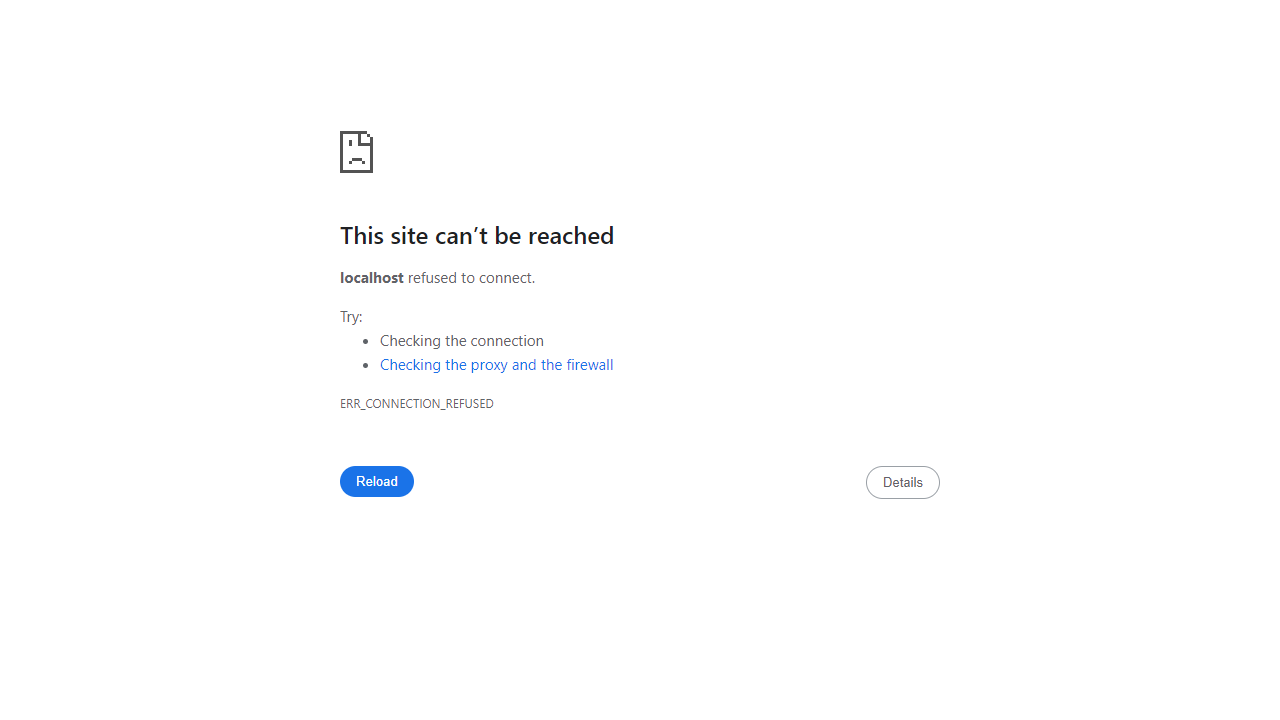 This site can’t be reached
localhost refused to connect.
Try:
Checking the connection
Checking the proxy and the firewall
ERR_CONNECTION_REFUSED
Reload
Details